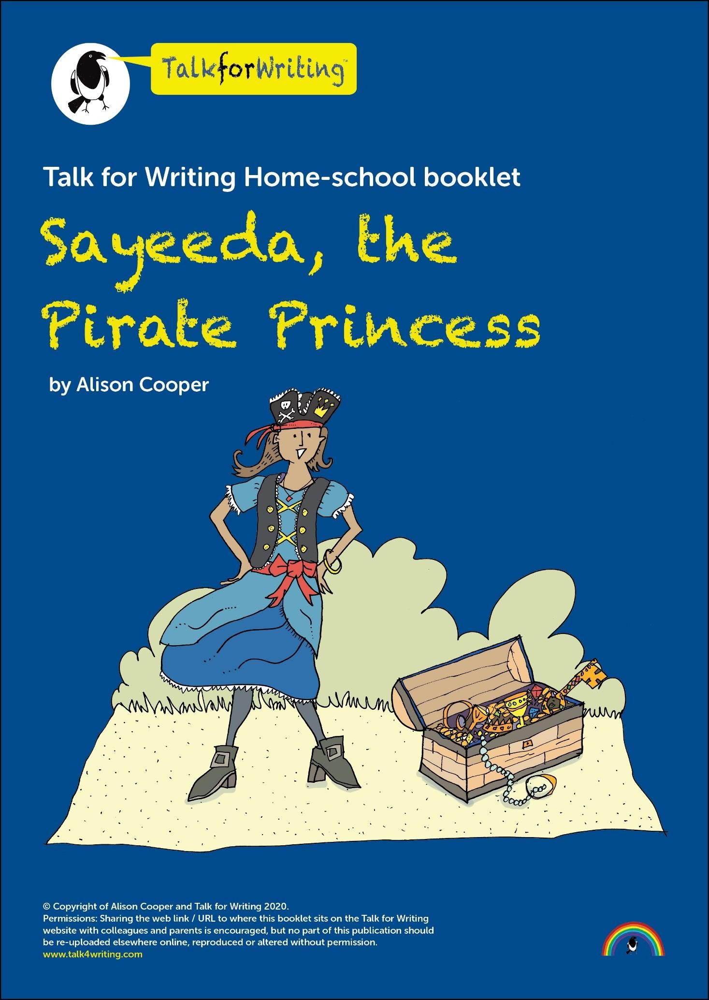 TalkforWriting™
Talk for Writing Home-school booklet
Sayeeda, the
Pirate Princess
by Alison Cooper
© Copyright of Alison Cooper and Talk for Writing 2020.
Permissions: Sharing the web link / URL to where this booklet sits on the Talk for Writing
website with colleagues and parents is encouraged, but no part of this publication should
be re-uploaded elsewhere online, reproduced or altered without permission.
www.talk4writing.com